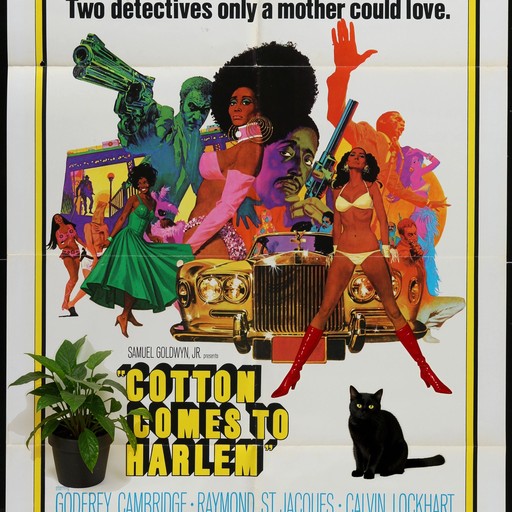 Two detectives only a mother could love.
SAMUEL GOLDWYN, JR. presents
"COTTON
COMES TO
HARLEM"
GODFREY CAMBRIDGE · RAYMOND ST. JACQUES · CALVIN LOCKHART